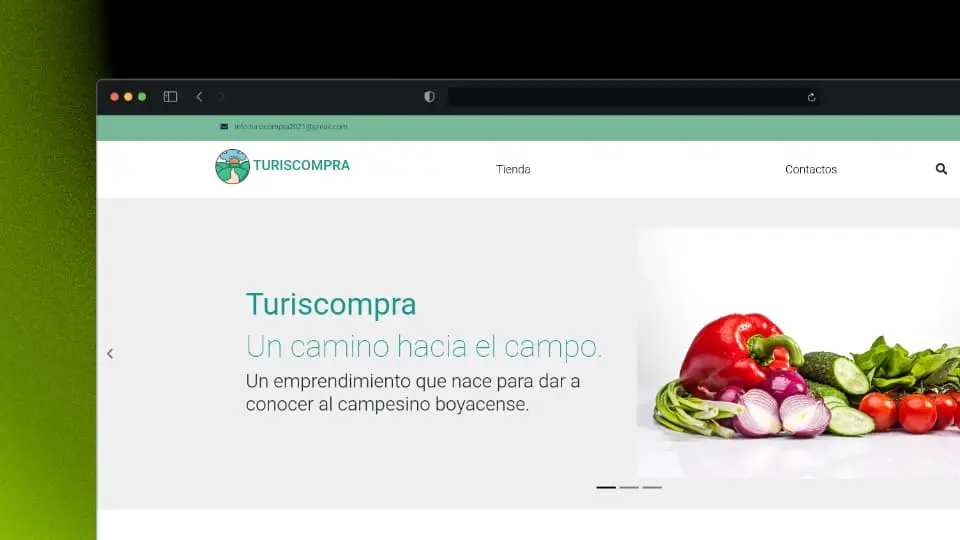 info.turiscompra2021@gmail.com
TURISCOMPRA
Tienda
Contactos
Turiscompra
Un camino hacia el campo.
Un emprendimiento que nace para dar a
conocer al campesino boyacense.